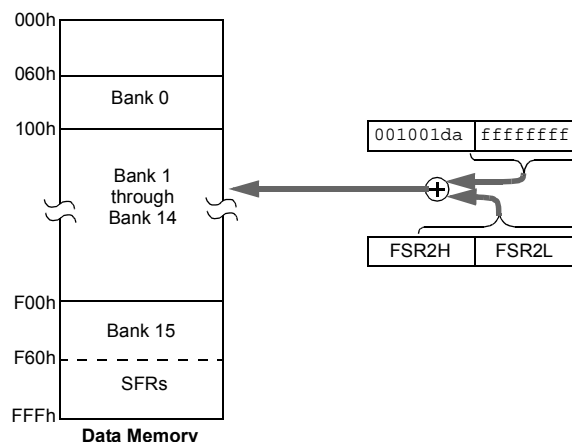 000h
060h
Bank 0
100h
001001da ffffffff
Bank 1
through
Bank 14
FSR2H FSR2L
F00h
Bank 15
F60h
SFRs
FFFh
Data Memory